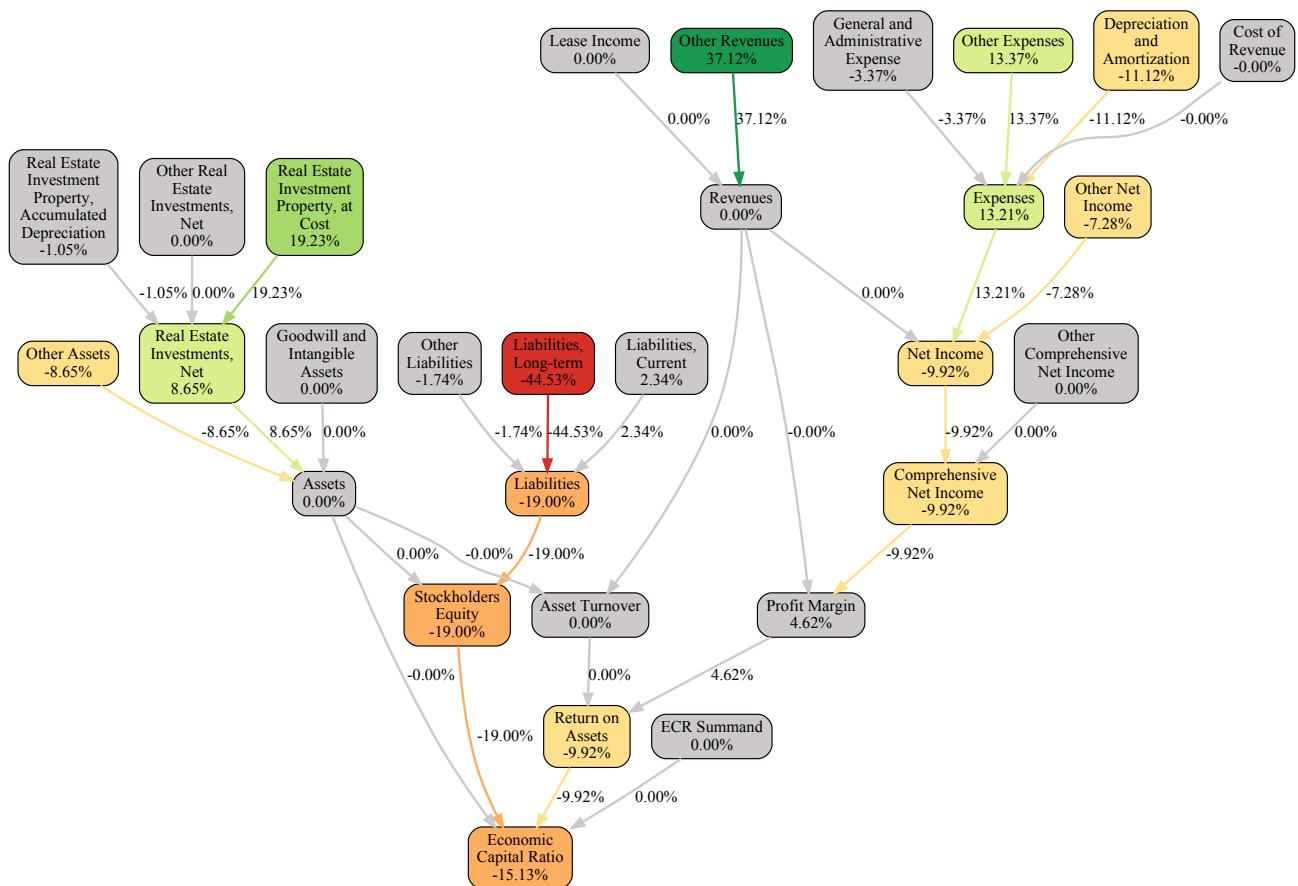 Lease Income
0.00%
Other Revenues
37.12%
General and
Administrative
Expense
-3.37%
Other Expenses
13.37%
Depreciation
and
Amortization
-11.12%
Cost of
Revenue
-0.00%
0.00%
37.12%
-3.37%
13.37%
-11.12%
-0.00%
Real Estate
Investment
Property,
Accumulated
Depreciation
-1.05%
Other Real
Estate
Investments,
Net
0.00%
Real Estate
Investment
Property, at
Cost
19.23%
Revenues
0.00%
Expenses
13.21%
Other Net
Income
-7.28%
-1.05%
0.00%
19.23%
0.00%
13.21%
-7.28%
Other Assets
-8.65%
Real Estate
Investments,
Net
8.65%
Goodwill and
Intangible
Assets
0.00%
Other
Liabilities
-1.74%
Liabilities,
Long-term
-44.53%
Liabilities,
Current
2.34%
Net Income
-9.92%
Other
Comprehensive
Net Income
0.00%
-8.65%
8.65%
0.00%
-1.74%
-44.53%
2.34%
0.00%
-0.00%
-9.92%
0.00%
Assets
0.00%
Liabilities
-19.00%
Comprehensive
Net Income
-9.92%
0.00%
-0.00%
-19.00%
-9.92%
Stockholders
Equity
-19.00%
Asset Turnover
0.00%
Profit Margin
4.62%
-0.00%
0.00%
4.62%
Return on
Assets
-9.92%
ECR Summand
0.00%
-19.00%
-9.92%
0.00%
Economic
Capital Ratio
-15.13%